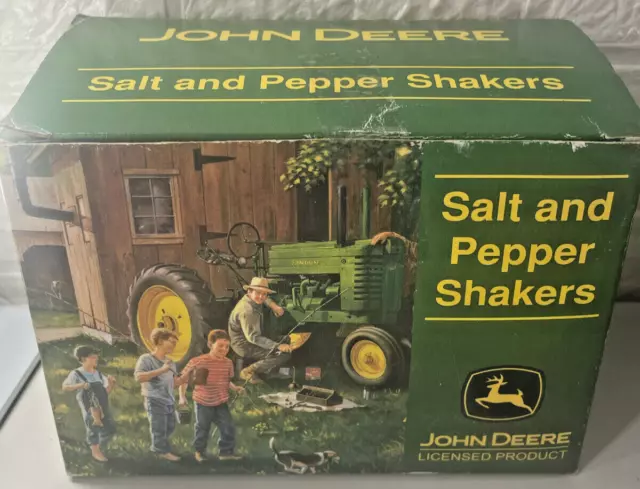 JOHN DEERE
Salt and Pepper Shakers
Salt and
Pepper
Shakers
JOHN DEERE
LICENSED PRODUCT